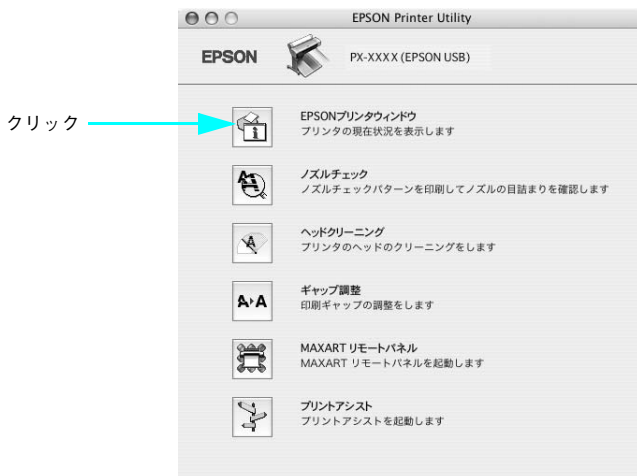 EPSON Printer Utility
EPSON
PX-XXXX (EPSON USB)
クリック
EPSONプリンタウィンドウ
プリンタの現在状況を表示します
ノズルチェック
ノズルチェックパターンを印刷してノズルの目詰まりを確認します
ヘッドクリーニング
プリンタのヘッドのクリーニングをします
ギャップ調整
印刷ギャップの調整をします
MAXART リモートパネル
MAXART リモートパネルを起動します
プリントアシスト
プリントアシストを起動します